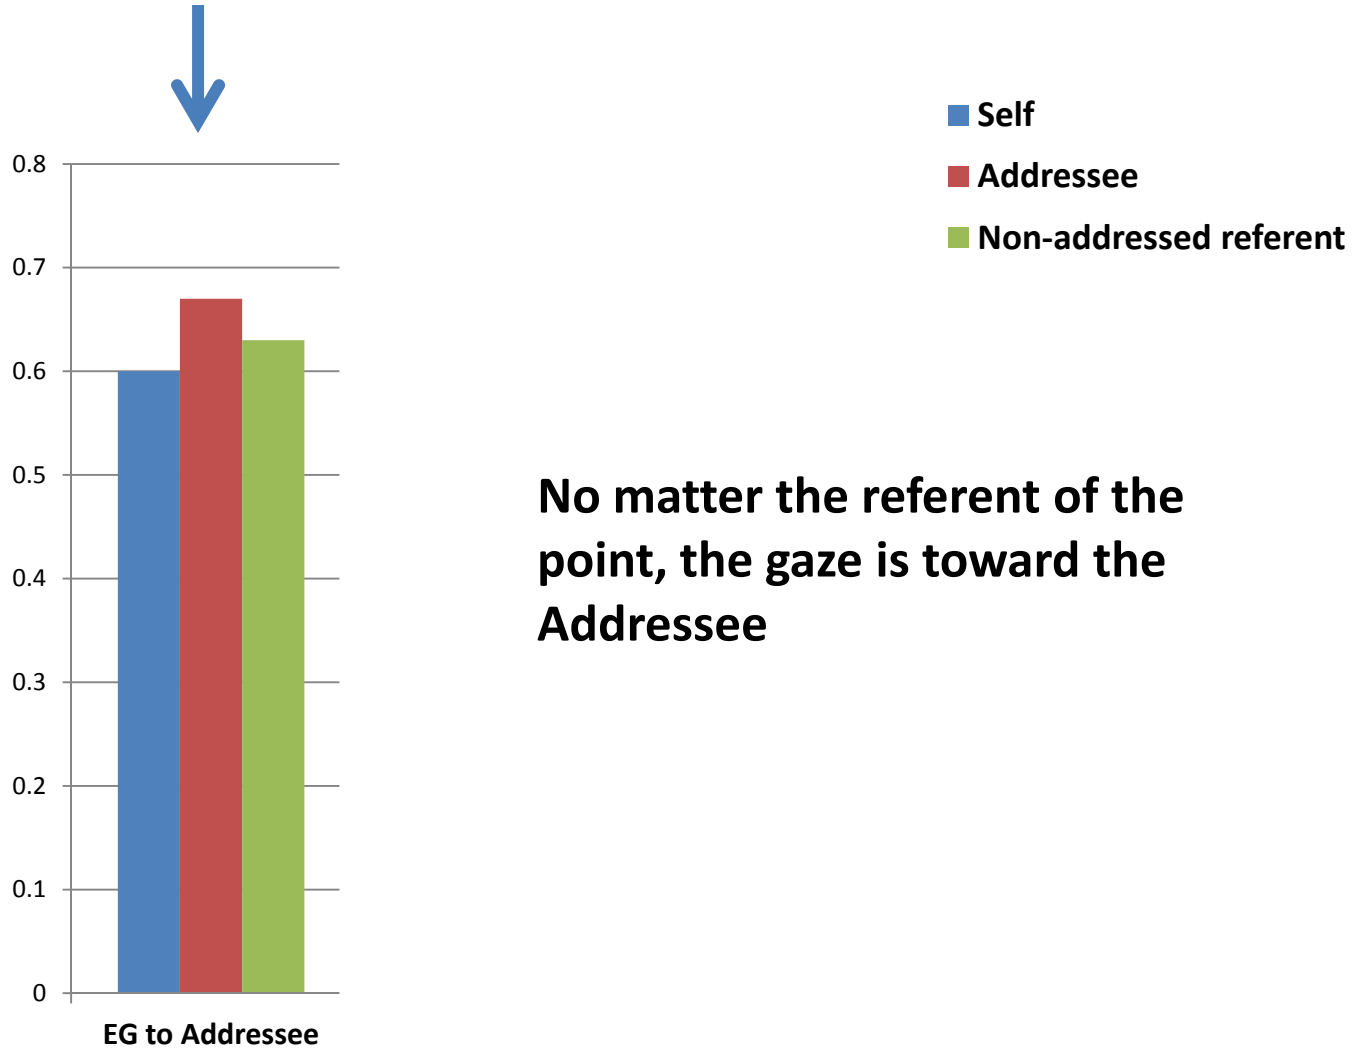 Self
Addressee
Non-addressed referent
0.8
0.7
0.6
0.5
0.4
0.3
0.2
0.1
0
EG to Addressee
No matter the referent of the
point, the gaze is toward the
Addressee